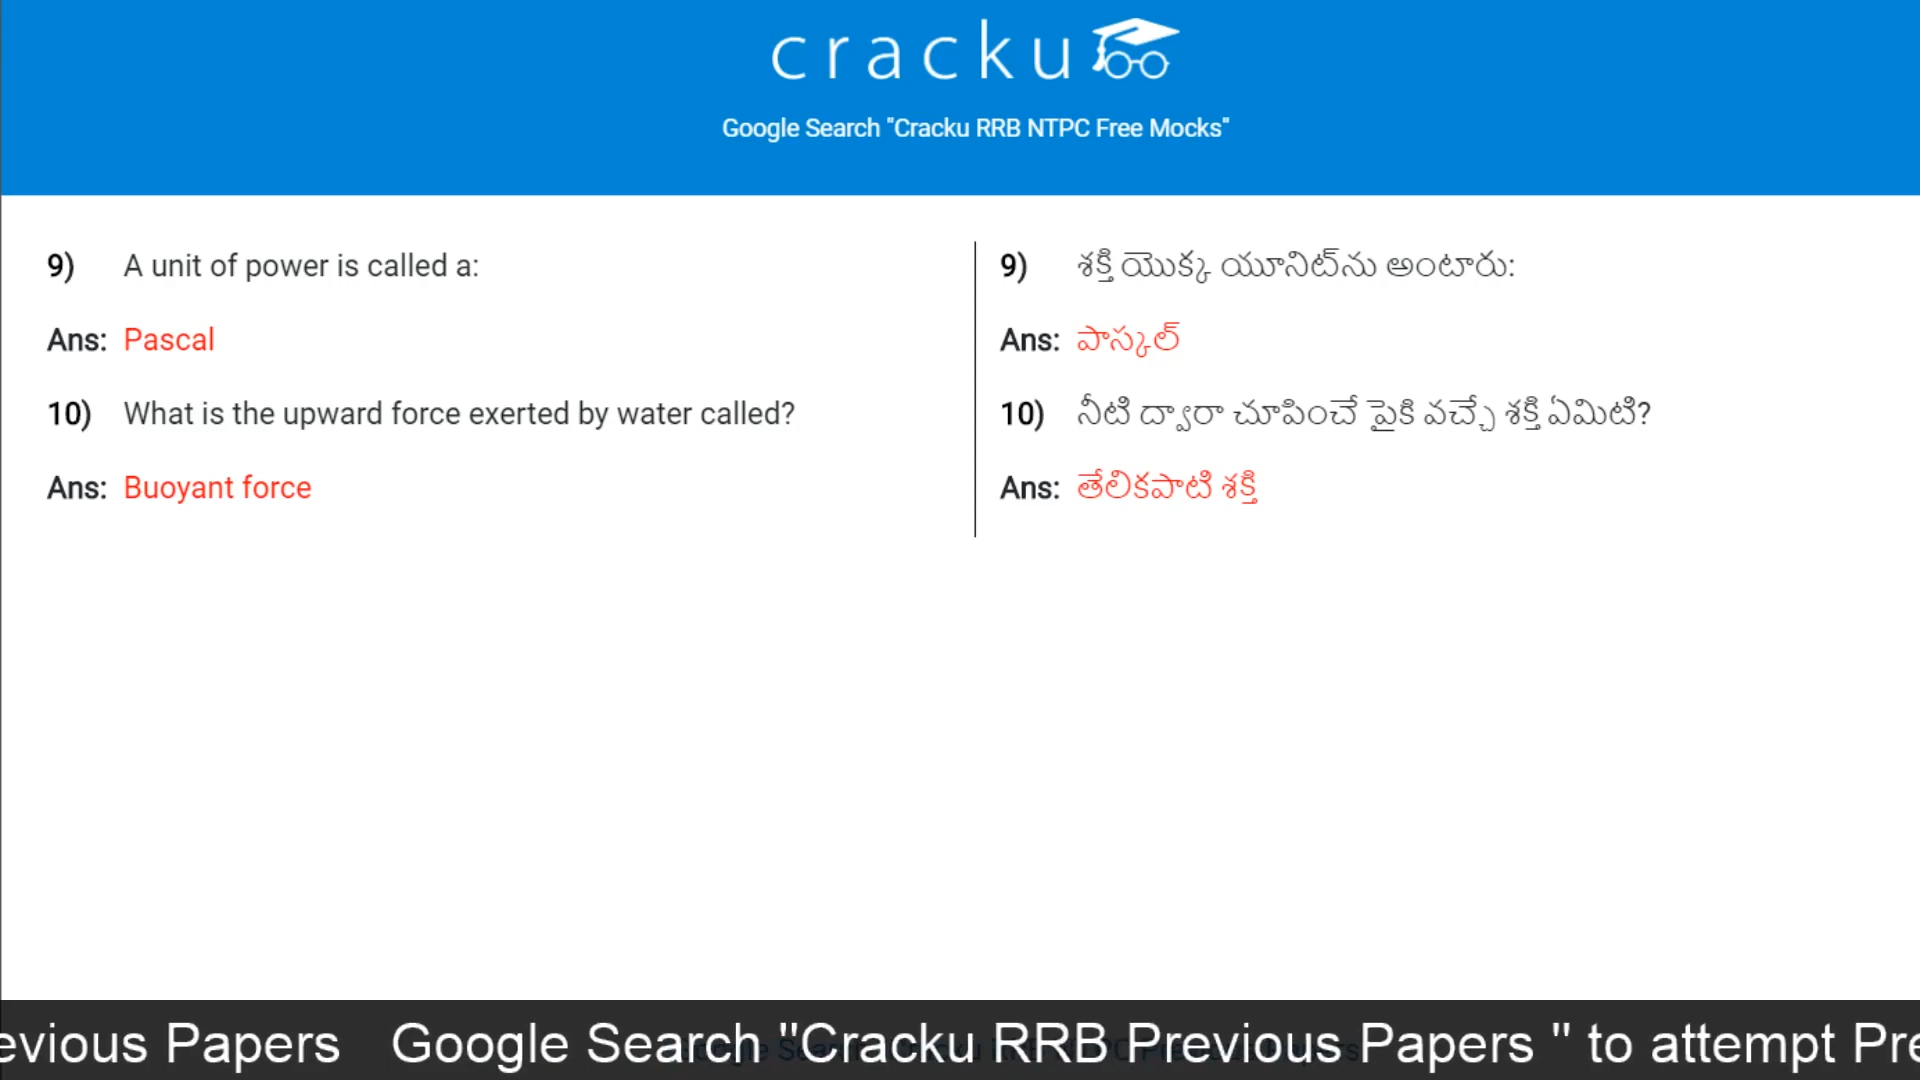 cracku
Google Search "Cracku RRB NTPC Free Mocks"
9) A unit of power is called a:
Ans: Pascal
10) What is the upward force exerted by water called?
Ans: Buoyant force
9) శక్తి యొక్క యూనిట్‌ను అంటారు:
Ans: పాస్కల్
10) నీటి ద్వారా చూపించే పైకి వచ్చే శక్తి ఏమిటి?
Ans: తేలికపాటి శక్తి
evious Papers Google Search "Cracku RRB Previous Papers " to attempt Pre